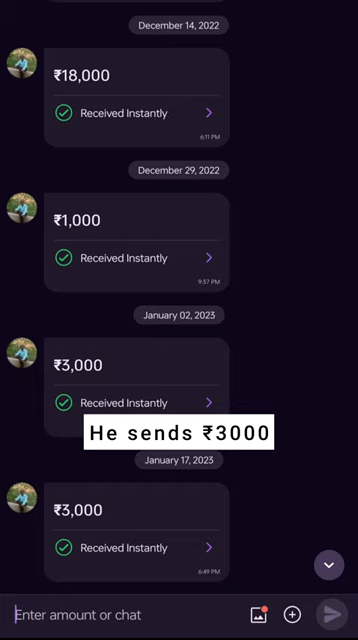 December 14, 2022
₹18,000
Received Instantly
6:11 PM
December 29, 2022
₹1,000
Received Instantly
9:37 PM
January 02, 2023
₹3,000
Received Instantly
He sends ₹3000
January 17, 2023
₹3,000
Received Instantly
6:49 PM
Enter amount or chat